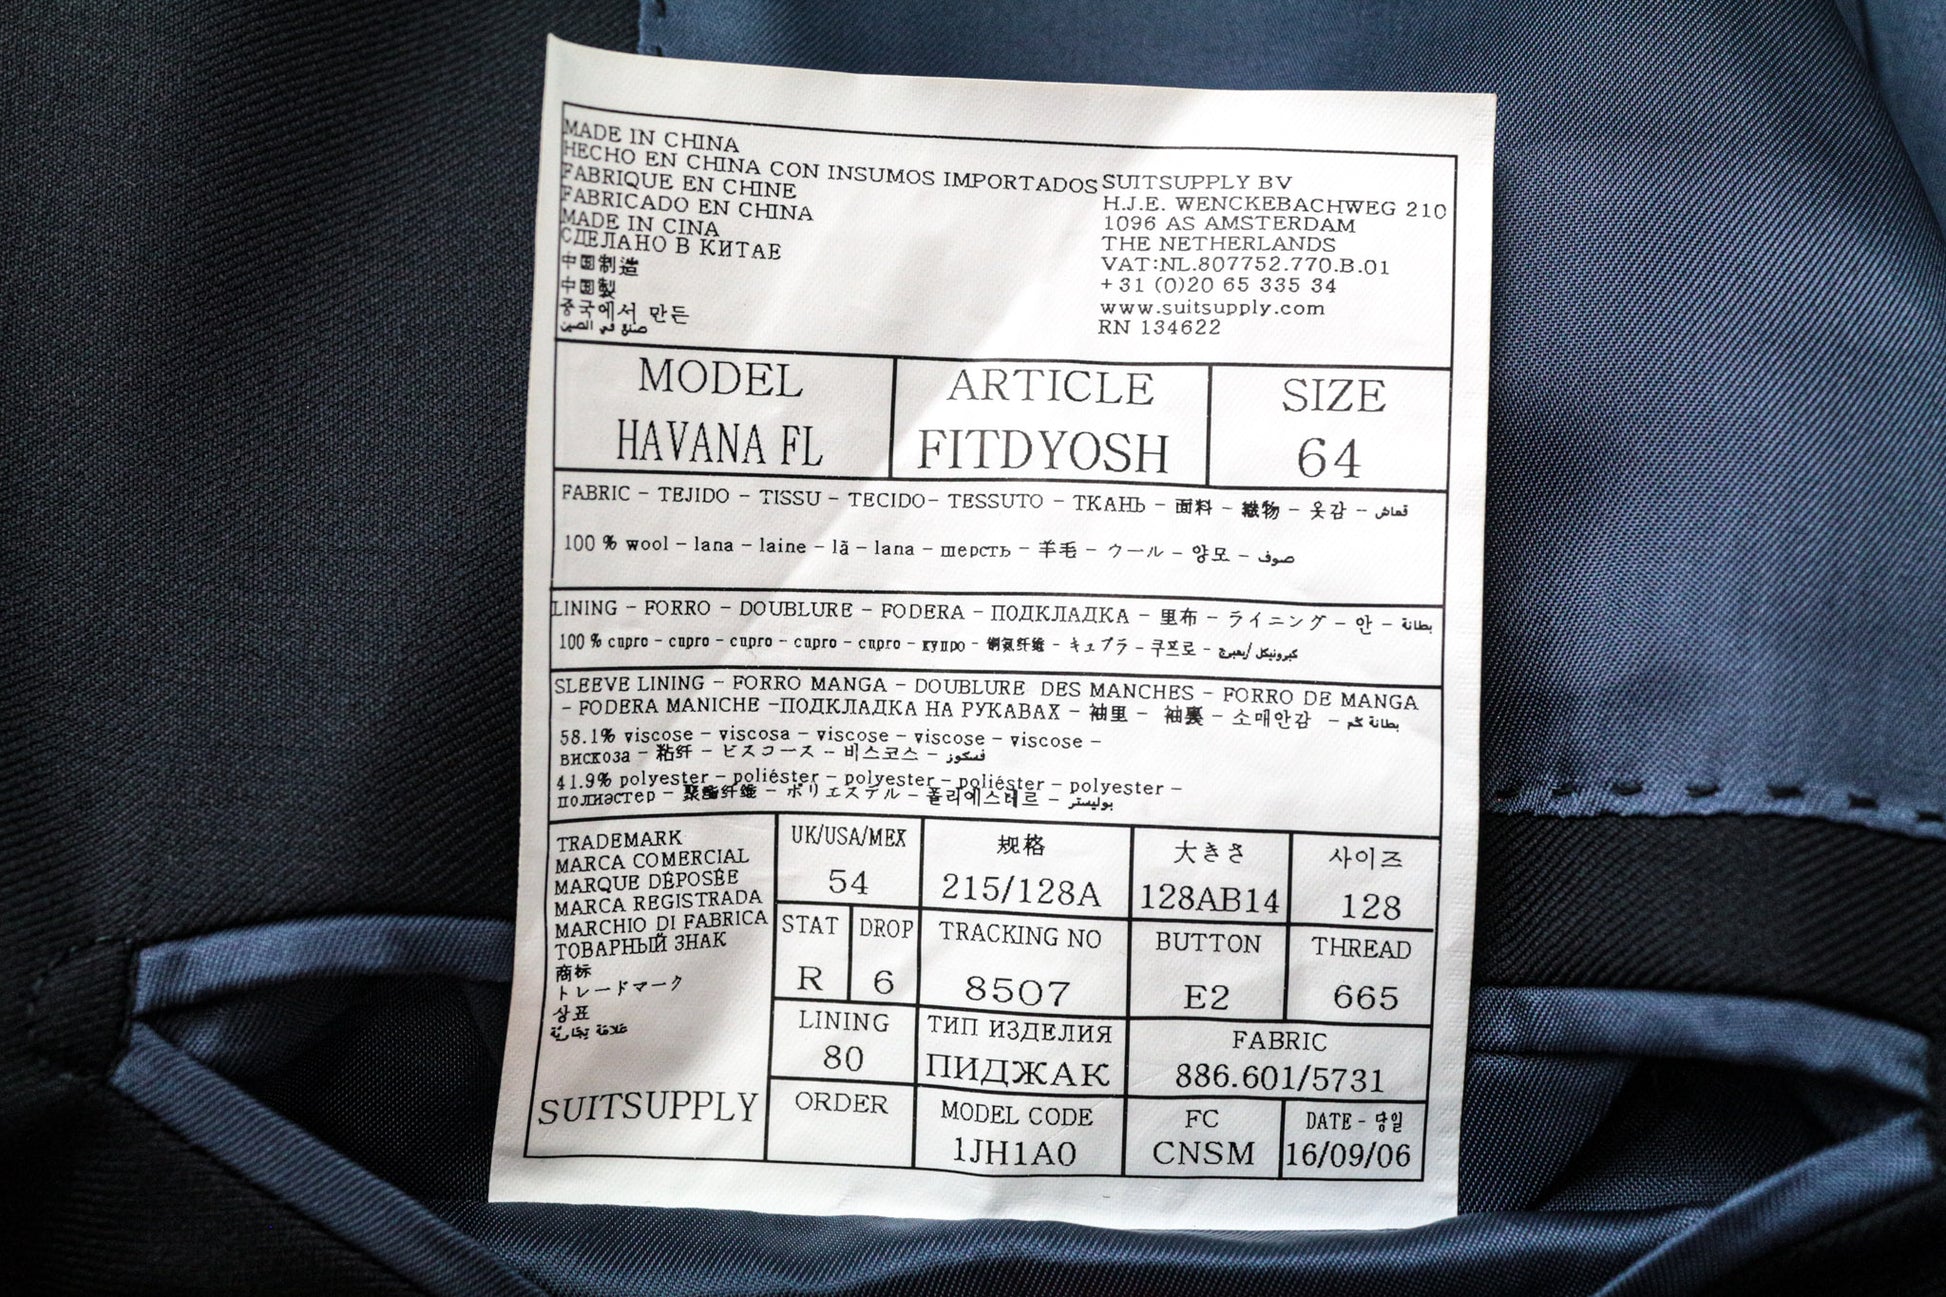 MADE IN CHINA
HECHO EN CHINA CON INSUMOS IMPORTADOS
FABRIQUE EN CHINE
FABRICADO EN CHINA
MADE IN CINA
СДЕЛАНО В КИТАЕ
中国制造
中国製
중국에서 만든
صنع في الصين
SUITSUPPLY BV
H.J.E. WENCKEBACHWEG 210
1096 AS AMSTERDAM
THE NETHERLANDS
VAT:NL.807752.770.B.01
+31 (0)20 65 335 34
www.suitsupply.com
RN 134622
MODEL
HAVANA FL
ARTICLE
FITDYOSH
SIZE
64
FABRIC - TEJIDO - TISSU - TECIDO- TESSUTO - ТКАНЬ - 面料 - 織物 - 옷감 - قماش
100 % wool - lana - laine - lã - lana - шерсть - 羊毛 - ウール - 양모 - صوف
LINING - FORRO - DOUBLURE - FODERA - ПОДКЛАДКА - 里布 - ライニング - 안 - بطانة
100 % cupro - cupro - cupro - cupro - cupro - купро - 铜氨纤维 - キュプラ - 쿠프로 -
SLEEVE LINING - FORRO MANGA - DOUBLURE DES MANCHES - FORRO DE MANGA
- FODERA MANICHE -ПОДКЛАДКА НА РУКАВАХ - 袖里 - 袖裏 - 소매안감 - بطانة كم
58.1% viscose - viscosa - viscose - viscose - viscose -
вискоза - 粘纤 - ビスコース - 비스코스 - فسكوز
41.9% polyester - poliéster - polyester - poliéster - polyester -
полиэстер - 聚酯纤维 - ポリエステル - 폴리에스테르 - بوليستر
TRADEMARK
MARCA COMERCIAL
MARQUE DÉPOSÉE
MARCA REGISTRADA
MARCHIO DI FABRICA
ТОВАРНЫЙ ЗНАК
商标
トレードマーク
상표
علامة تجارية
SUITSUPPLY
UK/USA/MEX
54
规格
215/128A
大きさ
128AB14
사이즈
128
STAT
R
DROP
6
TRACKING NO
8507
BUTTON
E2
THREAD
665
LINING
80
ТИП ИЗДЕЛИЯ
ПИДЖАК
FABRIC
886.601/5731
ORDER
MODEL CODE
1JH1A0
FC
CNSM
DATE - 당일
16/09/06